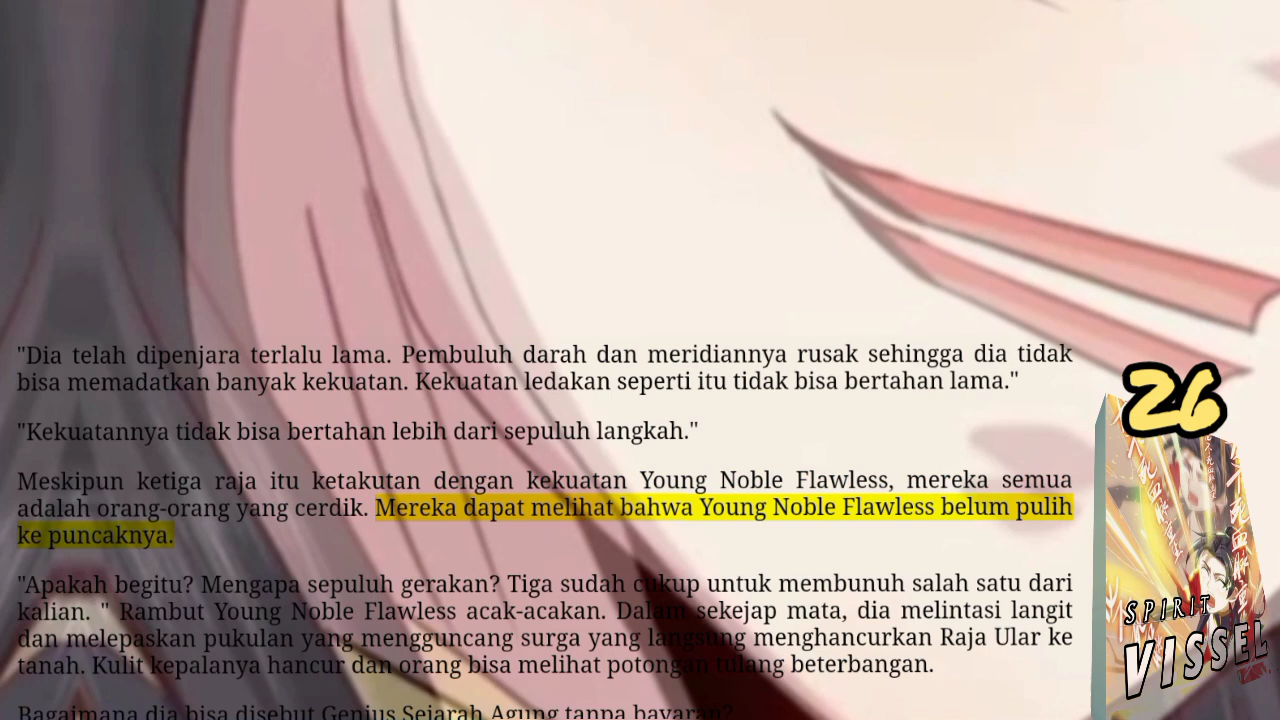 "Dia telah dipenjara terlalu lama. Pembuluh darah dan meridiannya rusak sehingga dia tidak
bisa memadatkan banyak kekuatan. Kekuatan ledakan seperti itu tidak bisa bertahan lama."
"Kekuatannya tidak bisa bertahan lebih dari sepuluh langkah."
Meskipun ketiga raja itu ketakutan dengan kekuatan Young Noble Flawless, mereka semua
adalah orang-orang yang cerdik. Mereka dapat melihat bahwa Young Noble Flawless belum pulih
ke puncaknya.
"Apakah begitu? Mengapa sepuluh gerakan? Tiga sudah cukup untuk membunuh salah satu dari
kalian. " Rambut Young Noble Flawless acak-acakan. Dalam sekejap mata, dia melintasi langit
dan melepaskan pukulan yang mengguncang surga yang langsung menghancurkan Raja Ular ke
tanah. Kulit kepalanya hancur dan orang bisa melihat potongan tulang beterbangan.
Bagaimana dia bisa disebut Genius Sejarah Agung tanpa bayaran?
26
SPIRIT
VISSEL